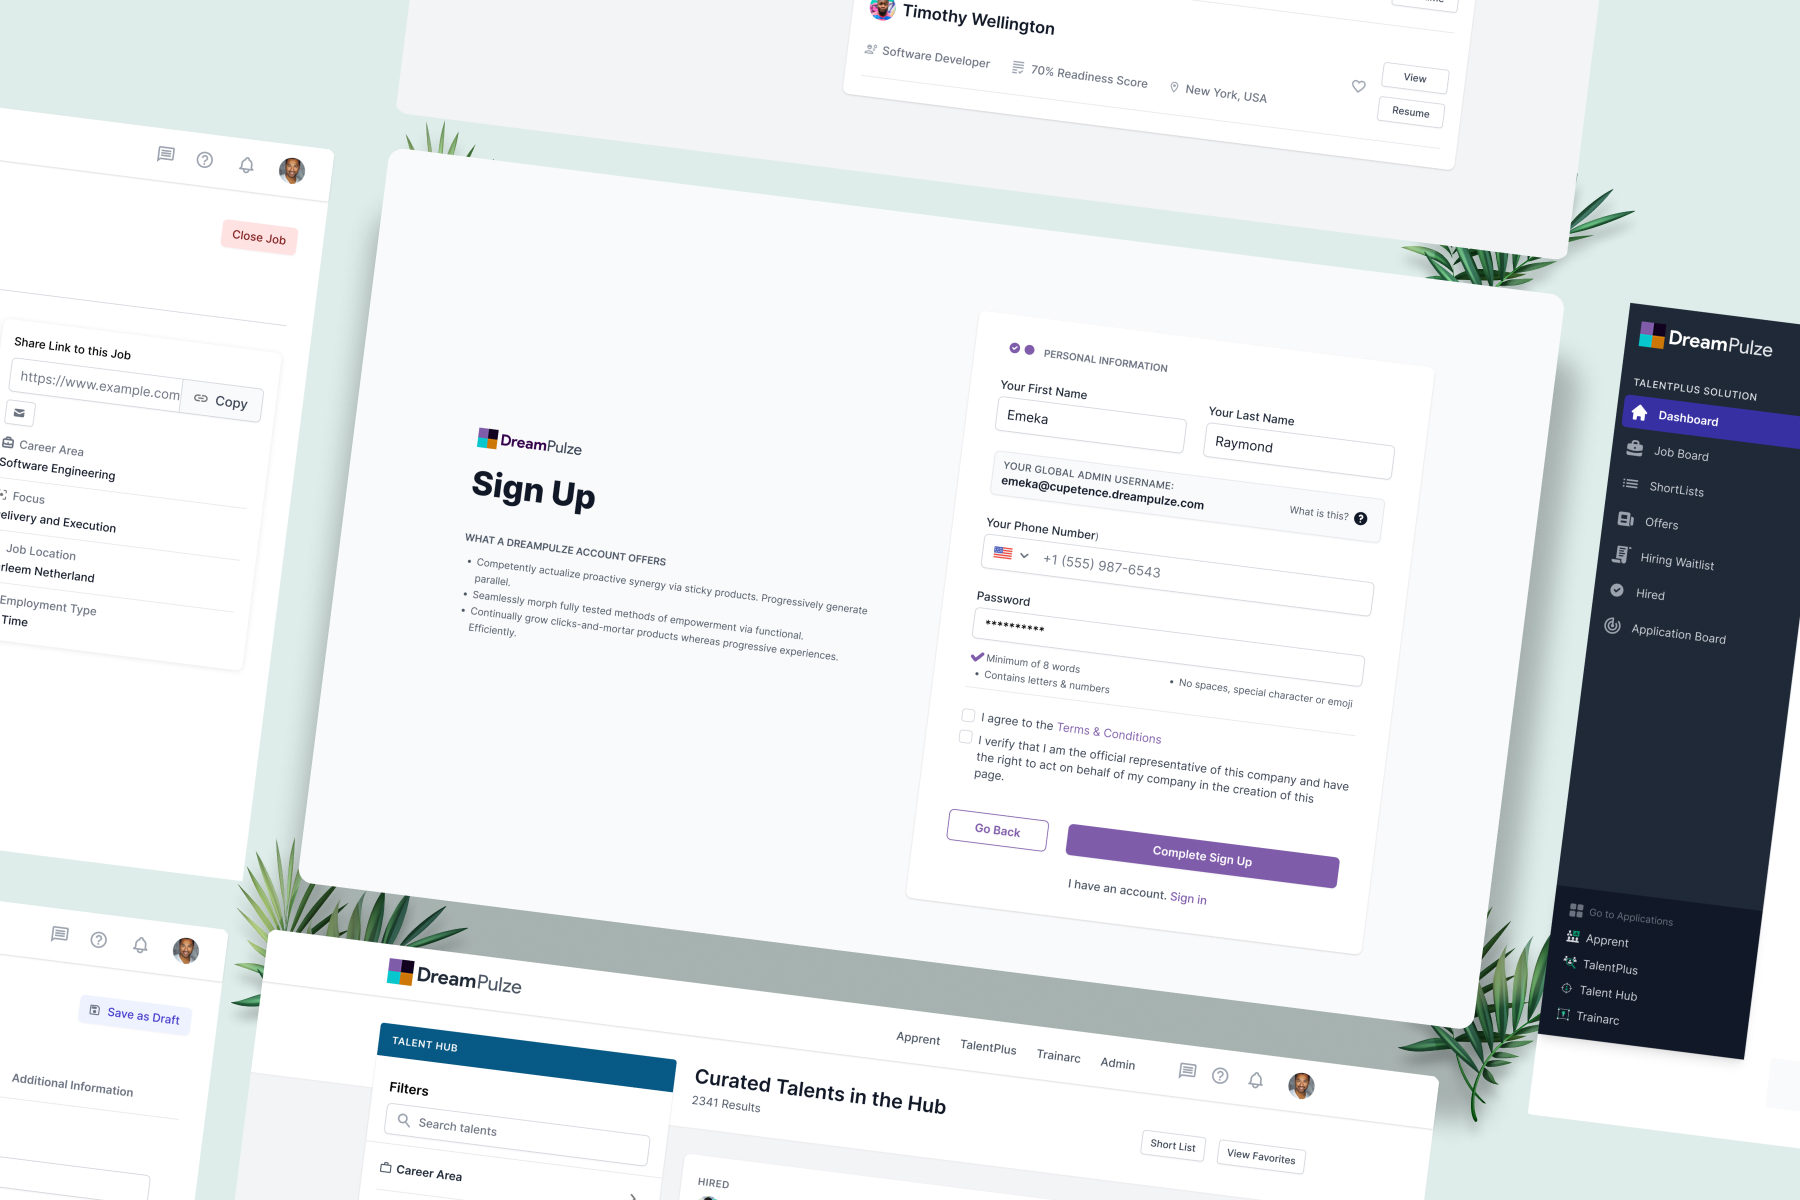 Timothy Wellington
Software Developer
70% Readiness Score
New York, USA
View
Resume
Close Job
Share Link to this Job
https://www.example.com
Copy
Career Area
Software Engineering
Focus
elivery and Execution
Job Location
rleem Netherland
Employment Type
Time
DreamPulze
Sign Up
WHAT A DREAMPULZE ACCOUNT OFFERS
• Competently actualize proactive synergy via sticky products. Progressively generate
parallel.
• Seamlessly morph fully tested methods of empowerment via functional.
• Continually grow clicks-and-mortar products whereas progressive experiences.
Efficiently.
PERSONAL INFORMATION
Your First Name
Emeka
Your Last Name
Raymond
YOUR GLOBAL ADMIN USERNAME:
emeka@cupetence.dreampulze.com
What is this? ?
Your Phone Number)
+1 (555) 987-6543
Password
**********
Minimum of 8 words
• Contains letters & numbers
• No spaces, special character or emoji
I agree to the Terms & Conditions
I verify that I am the official representative of this company and have
the right to act on behalf of my company in the creation of this
page.
Go Back
Complete Sign Up
I have an account. Sign in
DreamPulze
TALENTPLUS SOLUTION
Dashboard
Job Board
ShortLists
Offers
Hiring Waitlist
Hired
Application Board
Go to Applications
Apprent
TalentPlus
Talent Hub
Trainarc
Save as Draft
Additional Information
DreamPulze
Apprent
TalentPlus
Trainarc
Admin
TALENT HUB
Filters
Search talents
Career Area
Curated Talents in the Hub
2341 Results
Short List
View Favorites
HIRED